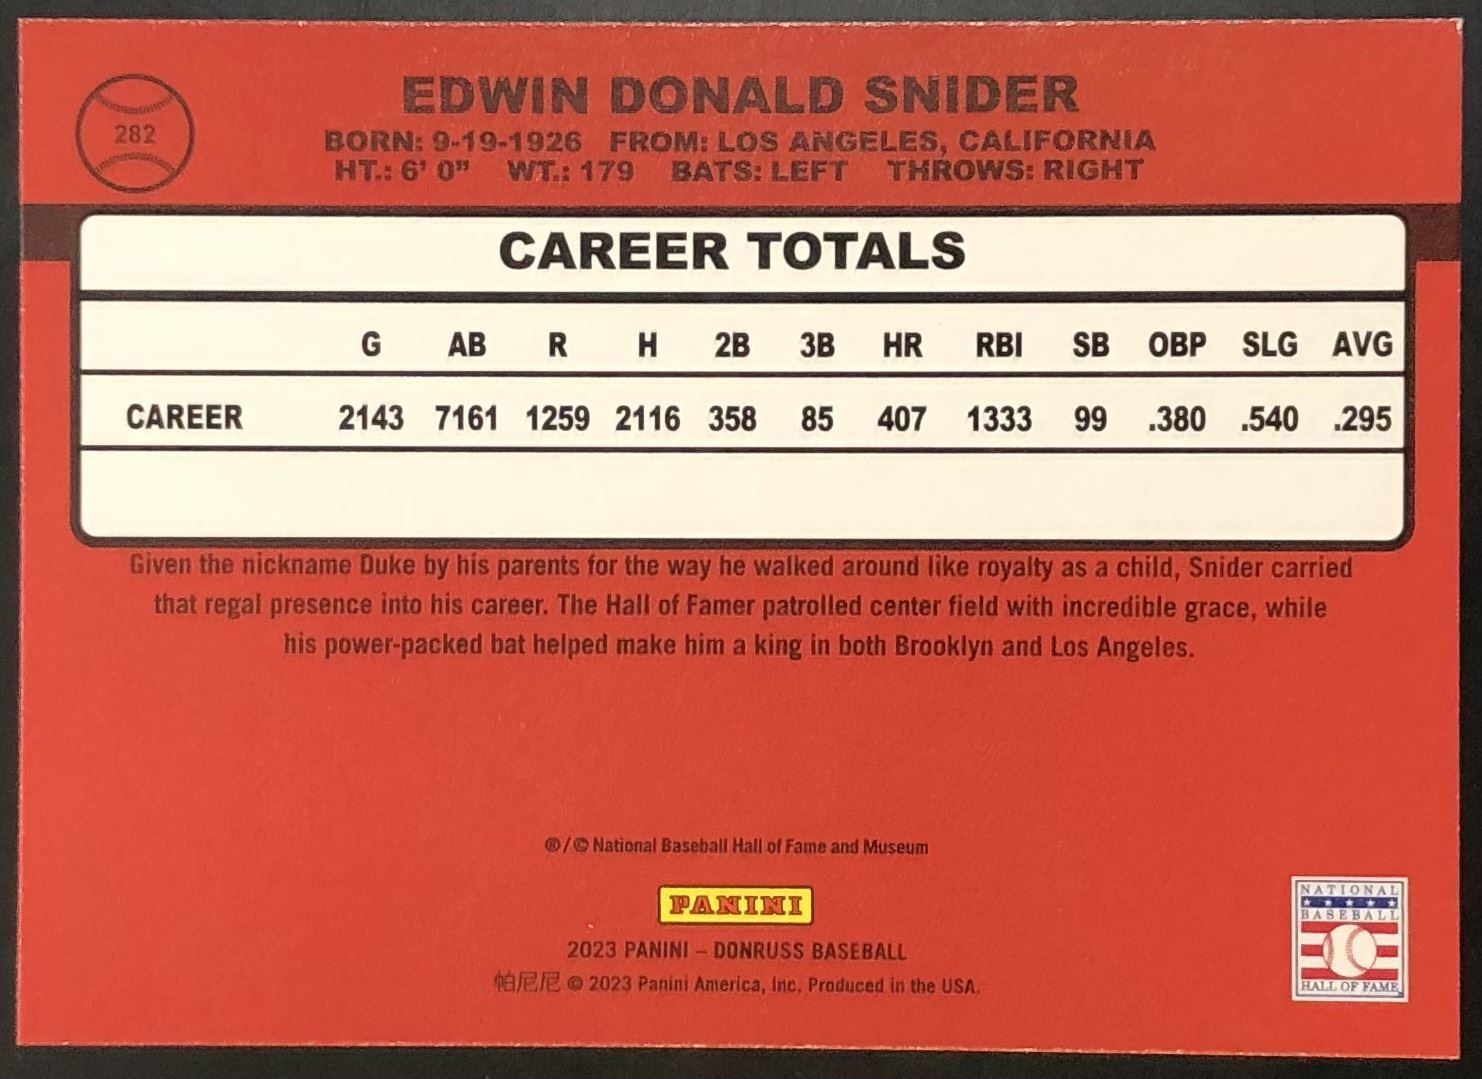 282
EDWIN DONALD SNIDER
BORN: 9-19-1926 FROM: LOS ANGELES, CALIFORNIA
HT.: 6' 0" WT.: 179 BATS: LEFT THROWS: RIGHT
CAREER TOTALS
G AB R H 2B 3B HR RBI SB OBP SLG AVG
CAREER 2143 7161 1259 2116 358 85 407 1333 99 .380 .540 .295
Given the nickname Duke by his parents for the way he walked around like royalty as a child, Snider carried
that regal presence into his career. The Hall of Famer patrolled center field with incredible grace, while
his power-packed bat helped make him a king in both Brooklyn and Los Angeles.
®/© National Baseball Hall of Fame and Museum
PANINI
2023 PANINI – DONRUSS BASEBALL
帕尼尼 © 2023 Panini America, Inc. Produced in the USA.
NATIONAL
BASEBALL
HALL OF FAME